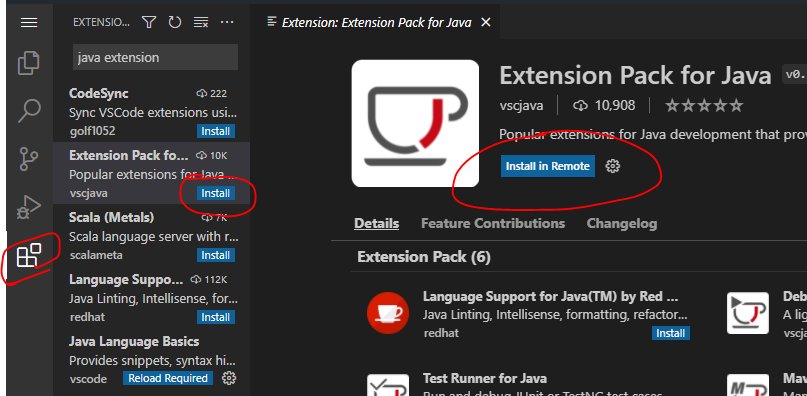 EXTENSIO...
java extension
CodeSync 222
Sync VSCode extensions usi...
golf1052 Install
Extension Pack fo... 10K
Popular extensions for Java ...
vscjava Install
Scala (Metals) 7K
Scala language server with r...
scalameta Install
Language Suppo... 112K
Java Linting, Intellisense, for...
redhat Install
Java Language Basics
Provides snippets, syntax hi...
vscode Reload Required
Extension: Extension Pack for Java
Extension Pack for Java v0.
vscjava 10,908
Popular extensions for Java development that pro
Install in Remote
Details Feature Contributions Changelog
Extension Pack (6)
Language Support for Java(TM) by Red ...
Java Linting, Intellisense, formatting, refactor...
redhat Install
Deb
A lig
vscja
Test Runner for Java
Run and debug JUnit or TestNG test cases
Mav